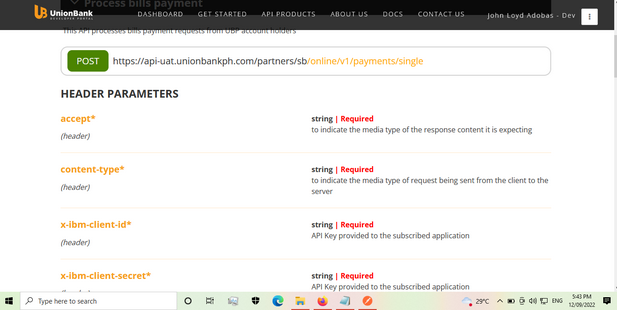 Process bills payment
UnionBank
DEVELOPER PORTAL
DASHBOARD GET STARTED API PRODUCTS ABOUT US DOCS CONTACT US
John Loyd Adobas - Dev
This API processes bills payment requests from UBP account holders
POST https://api-uat.unionbankph.com/partners/sb/online/v1/payments/single
HEADER PARAMETERS
accept*
(header)
string | Required
to indicate the media type of the response content it is expecting
content-type*
(header)
string | Required
to indicate the media type of request being sent from the client to the
server
x-ibm-client-id*
(header)
string | Required
API Key provided to the subscribed application
x-ibm-client-secret*
string | Required
API Key provided to the subscribed application
Type here to search
29°C
ENG
5:43 PM
12/09/2022